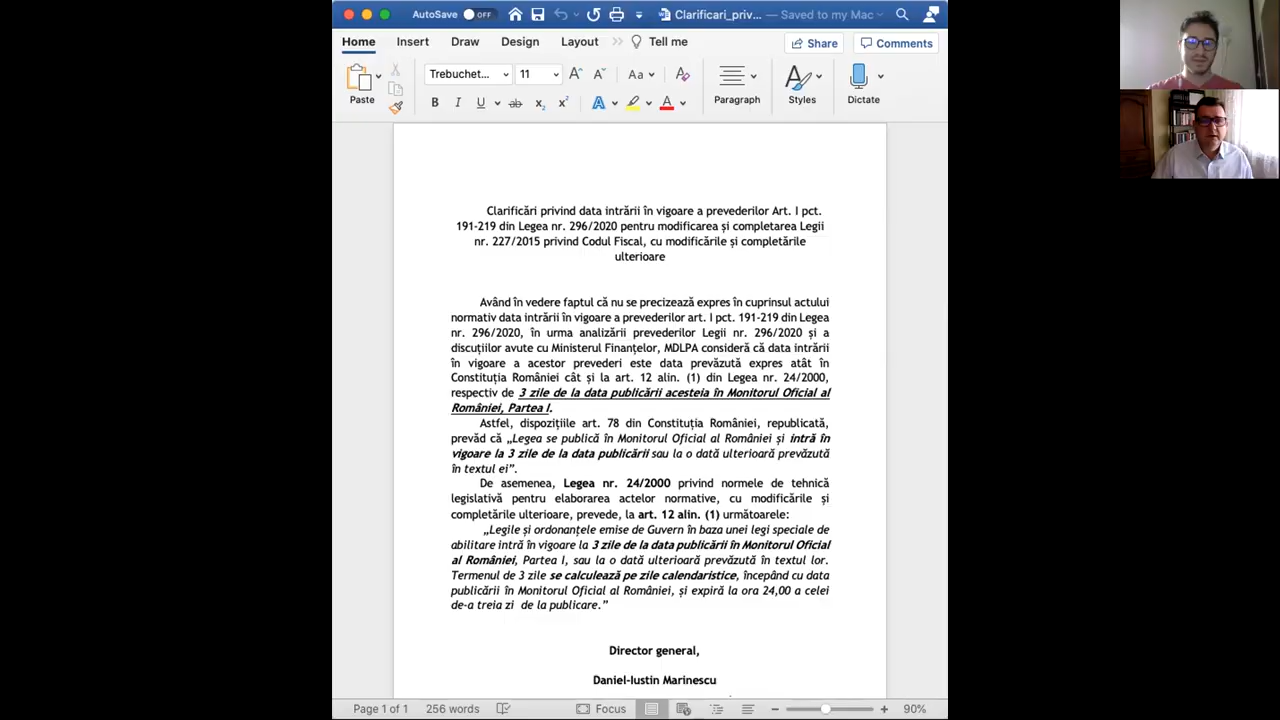 AutoSave OFF Clarificari_priv... — Saved to my Mac
Home Insert Draw Design Layout Tell me Share Comments
Paste Trebuchet... 11 Aa A Paragraph Styles Dictate
B I U ab x2 x2 A A
Clarificări privind data intrării în vigoare a prevederilor Art. I pct.
191-219 din Legea nr. 296/2020 pentru modificarea și completarea Legii
nr. 227/2015 privind Codul Fiscal, cu modificările și completările
ulterioare
Având în vedere faptul că nu se precizează expres în cuprinsul actului
normativ data intrării în vigoare a prevederilor art. I pct. 191-219 din Legea
nr. 296/2020, în urma analizării prevederilor Legii nr. 296/2020 și a
discuțiilor avute cu Ministerul Finanțelor, MDLPA consideră că data intrării
în vigoare a acestor prevederi este data prevăzută expres atât în
Constituția României cât și la art. 12 alin. (1) din Legea nr. 24/2000,
respectiv de 3 zile de la data publicării acesteia în Monitorul Oficial al
României, Partea I.
Astfel, dispozițiile art. 78 din Constituția României, republicată,
prevăd că „Legea se publică în Monitorul Oficial al României și intră în
vigoare la 3 zile de la data publicării sau la o dată ulterioară prevăzută
în textul ei”.
De asemenea, Legea nr. 24/2000 privind normele de tehnică
legislativă pentru elaborarea actelor normative, cu modificările și
completările ulterioare, prevede, la art. 12 alin. (1) următoarele:
„Legile și ordonanțele emise de Guvern în baza unei legi speciale de
abilitare intră în vigoare la 3 zile de la data publicării în Monitorul Oficial
al României, Partea I, sau la o dată ulterioară prevăzută în textul lor.
Termenul de 3 zile se calculează pe zile calendaristice, începând cu data
publicării în Monitorul Oficial al României, și expiră la ora 24,00 a celei
de-a treia zi de la publicare.”
Director general,
Daniel-Iustin Marinescu
Page 1 of 1 256 words Focus 90%